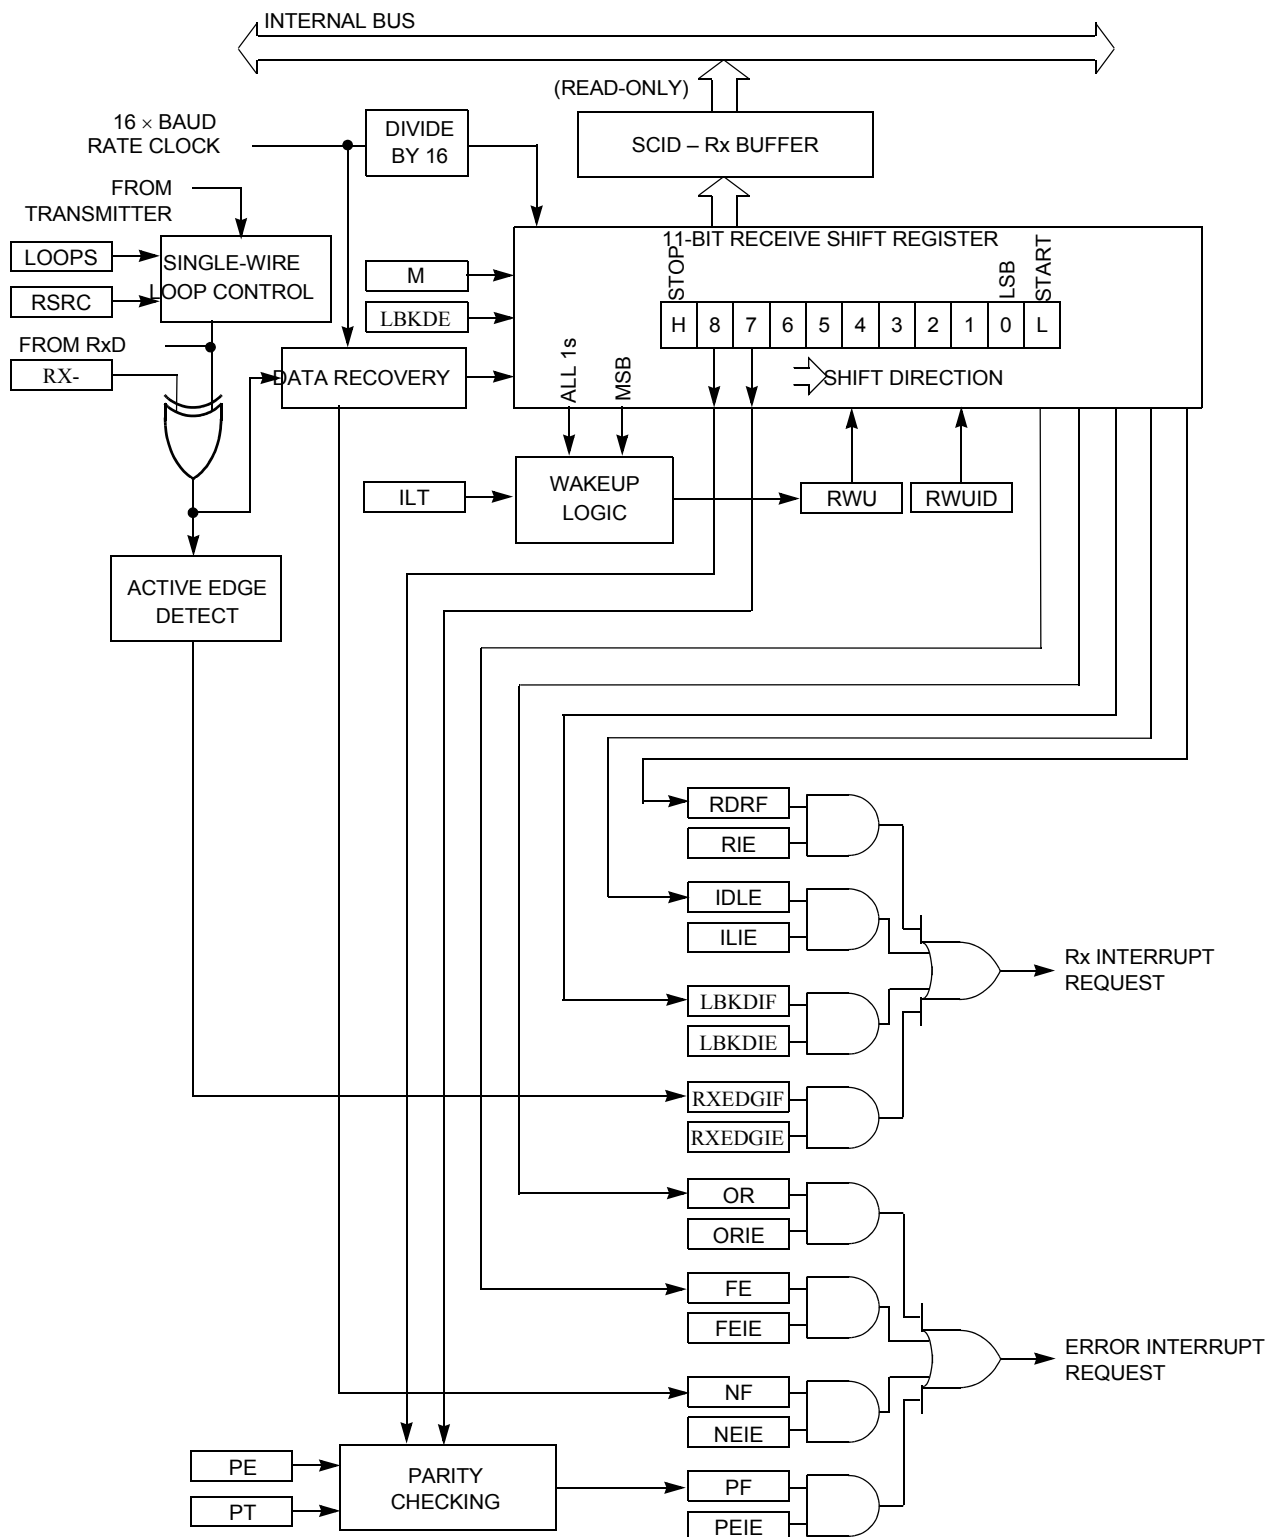 INTERNAL BUS
(READ-ONLY)
16 × BAUD
RATE CLOCK
DIVIDE
BY 16
SCID – Rx BUFFER
FROM
TRANSMITTER
LOOPS
RSRC
SINGLE-WIRE
LOOP CONTROL
11-BIT RECEIVE SHIFT REGISTER
M
LBKDE
STOP
LSB
START
H 8 7 6 5 4 3 2 1 0 L
FROM RxD
RX-
DATA RECOVERY
ALL 1s
MSB
SHIFT DIRECTION
ILT
WAKEUP
LOGIC
RWU
RWUID
ACTIVE EDGE
DETECT
RDRF
RIE
IDLE
ILIE
Rx INTERRUPT
REQUEST
LBKDIF
LBKDIE
RXEDGIF
RXEDGIE
OR
ORIE
FE
FEIE
ERROR INTERRUPT
REQUEST
NF
NEIE
PE
PT
PARITY
CHECKING
PF
PEIE